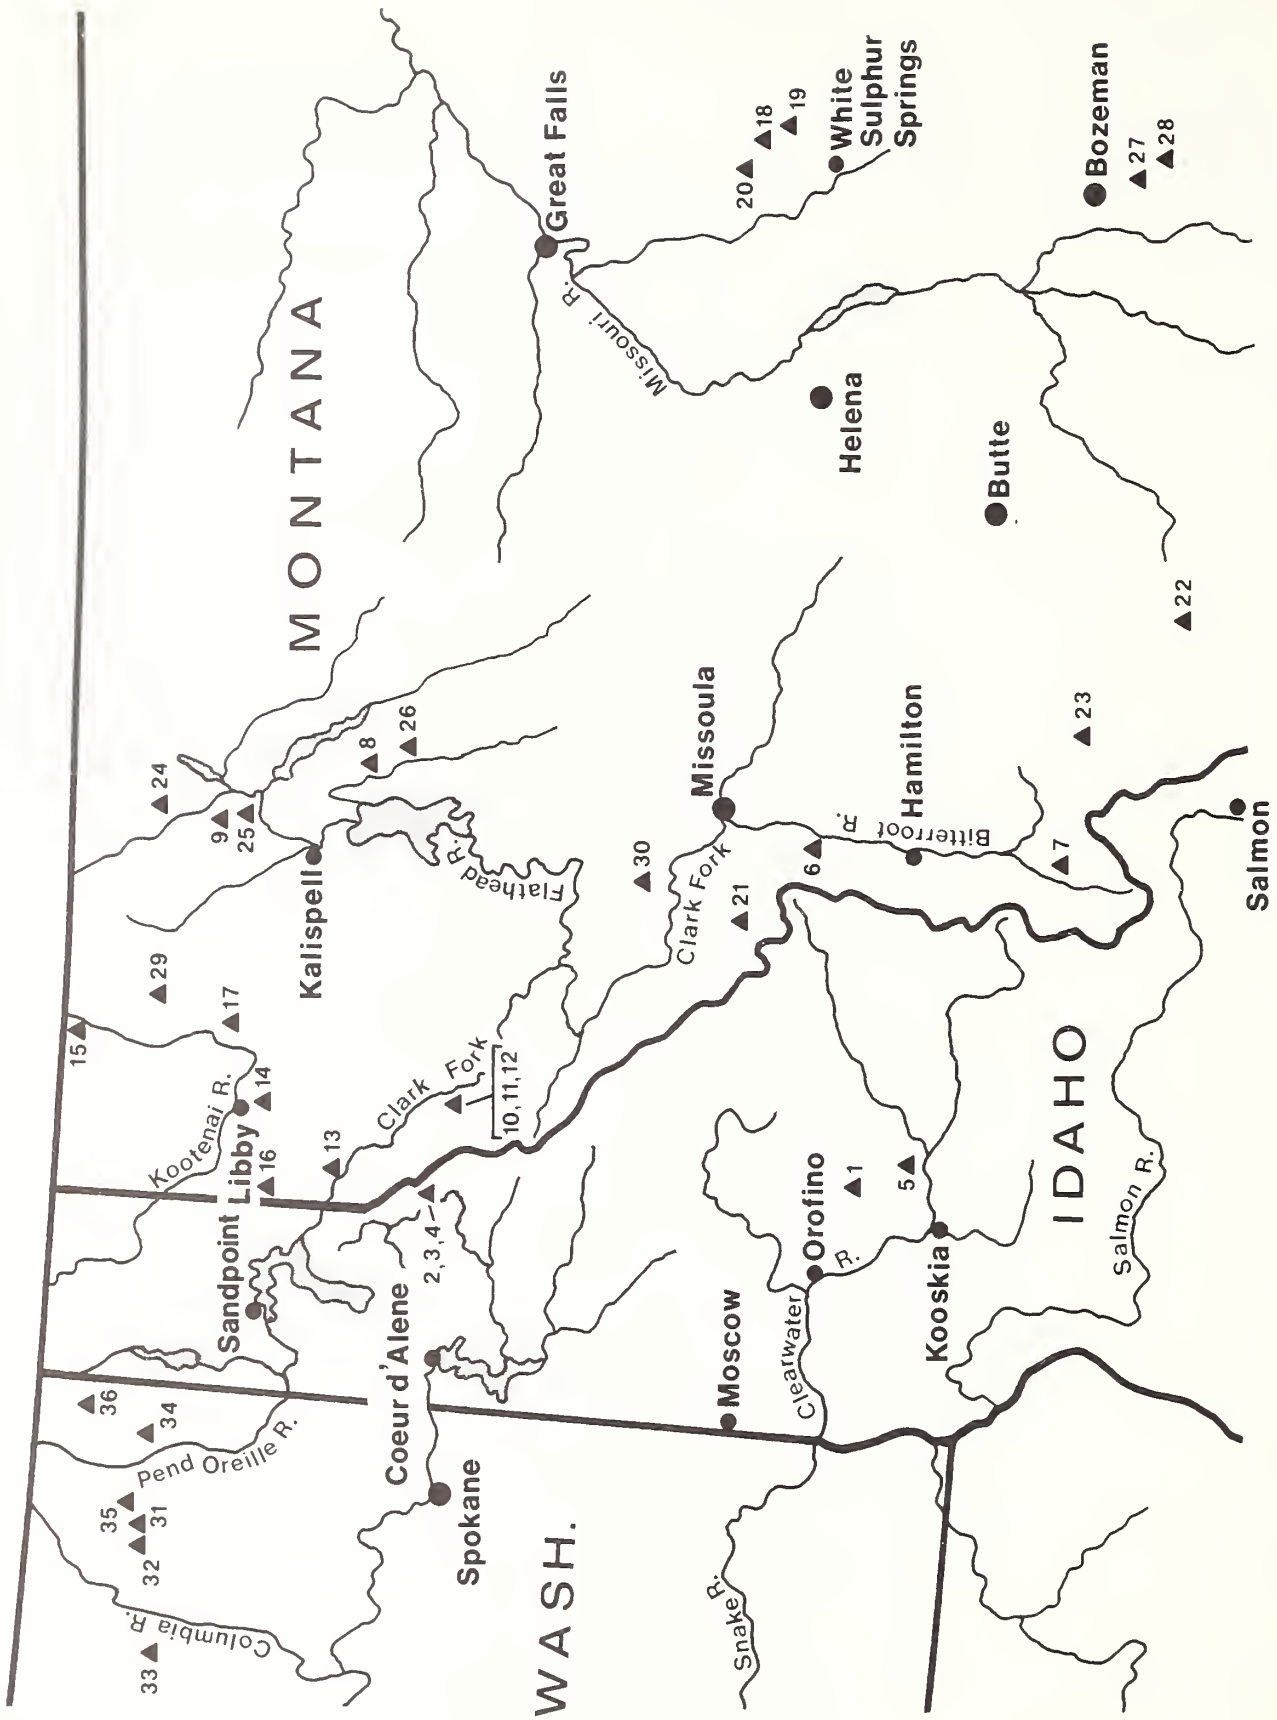 MONTANA
IDAHO
WASH.
Great Falls
White
Sulphur
Springs
Bozeman
Helena
Butte
Missoula
Hamilton
Salmon
Kalispell
Libby
Sandpoint
Coeur d'Alene
Spokane
Moscow
Orofino
Kooskia
Missouri R.
Flathead R.
Clark Fork
Bitterroot R.
Clark Fork
Kootenai R.
Pend Oreille R.
Columbia R.
Snake R.
Clearwater R.
Salmon R.
33
32
31
35
34
36
16
14
15
17
29
13
10, 11, 12
2, 3, 4
1
5
24
9
25
8
26
30
21
6
7
23
22
20
18
19
27
28